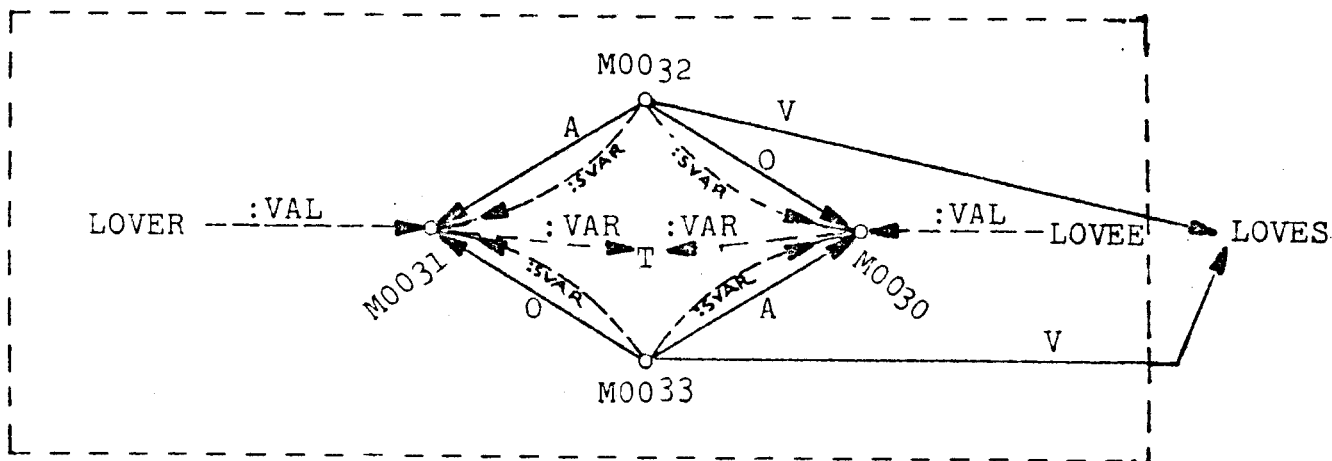 M0032
A
V
O
:SVAR
:SVAR
LOVER
:VAL
:VAR
:VAR
:VAL
LOVEE
LOVES
T
M0031
M0030
:SVAR
:SVAR
O
A
V
M0033